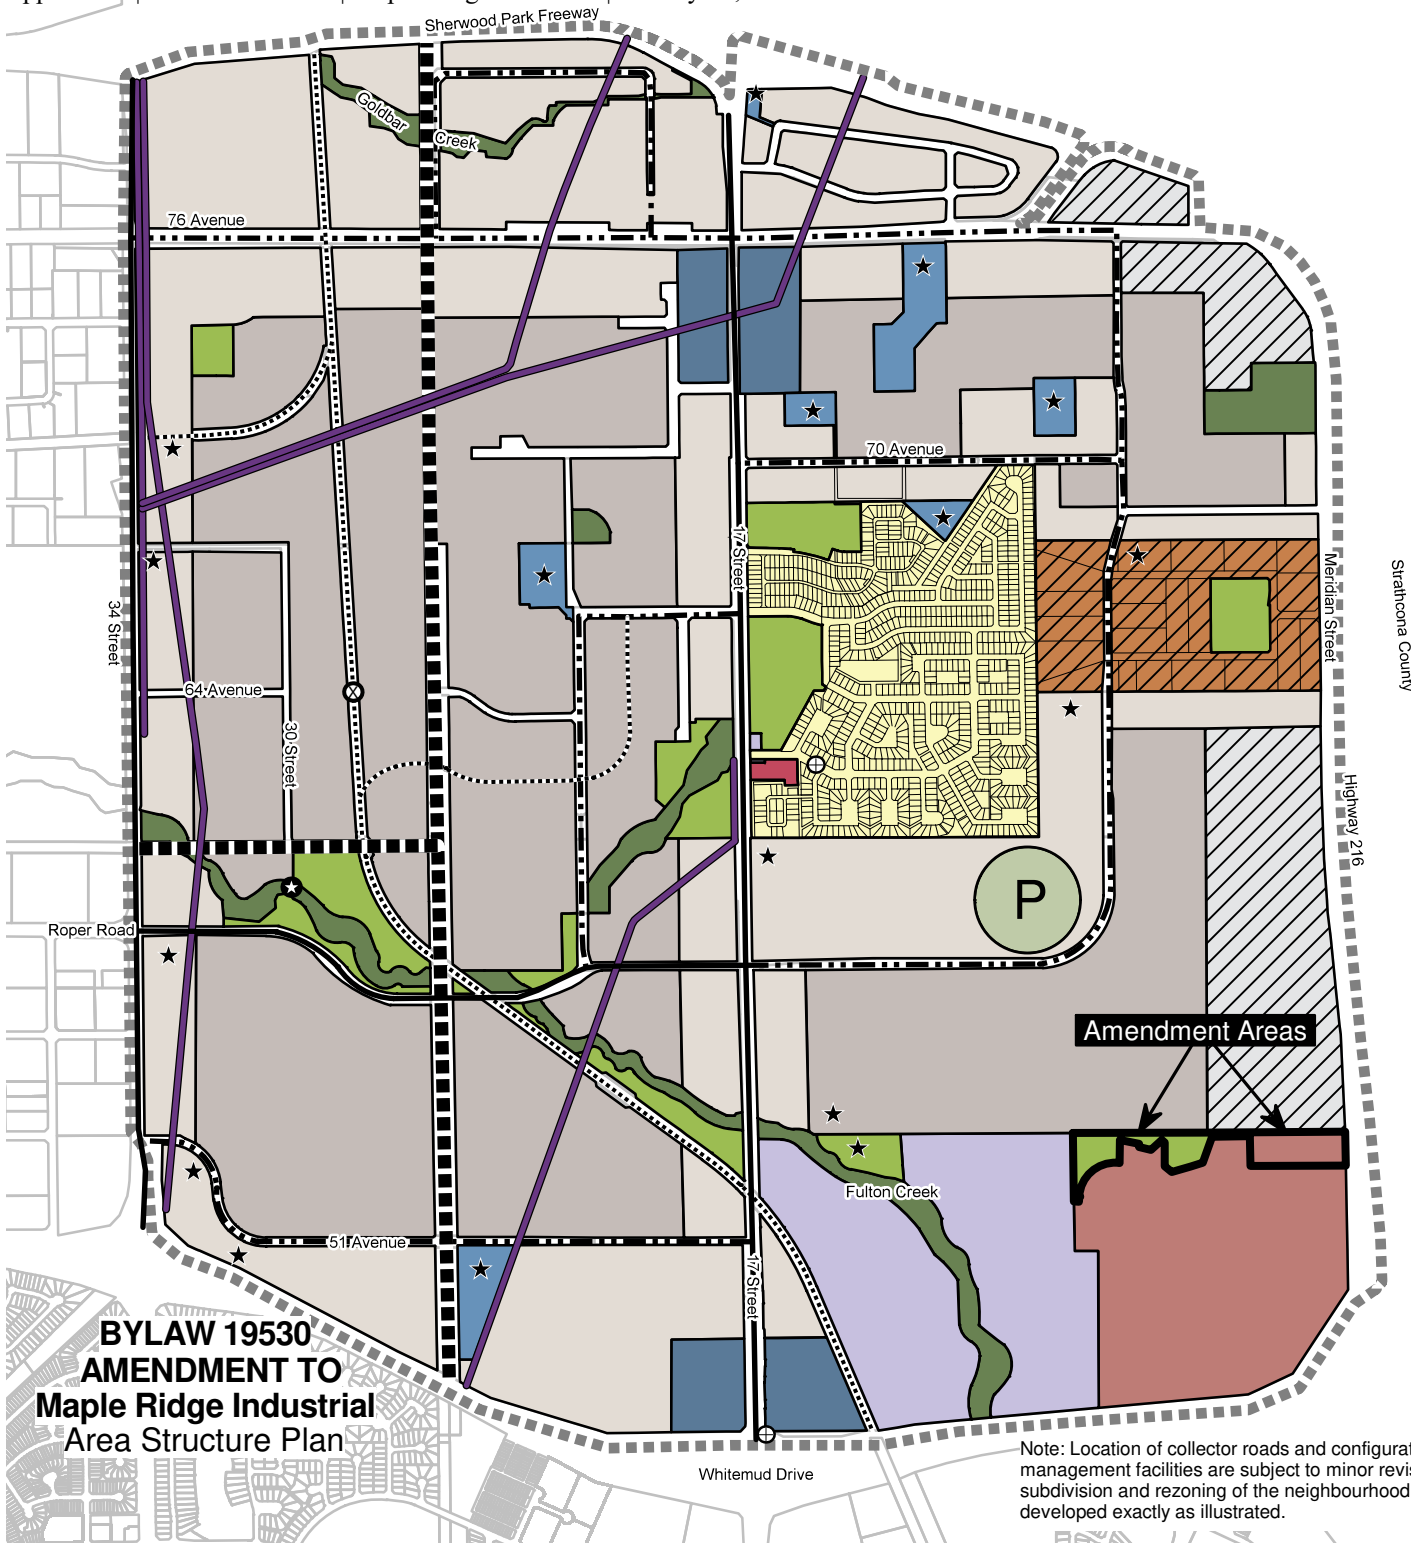 Sherwood Park Freeway
Goldbar
Creek
76 Avenue
70 Avenue
17 Street
34 Street
Meridian Street
Strathcona County
64 Avenue
30 Street
Highway 216
P
Roper Road
Amendment Areas
Fulton Creek
51 Avenue
17 Street
BYLAW 19530
AMENDMENT TO
Maple Ridge Industrial
Area Structure Plan
Whitemud Drive
Note: Location of collector roads and configurat
management facilities are subject to minor revis
subdivision and rezoning of the neighbourhood
developed exactly as illustrated.